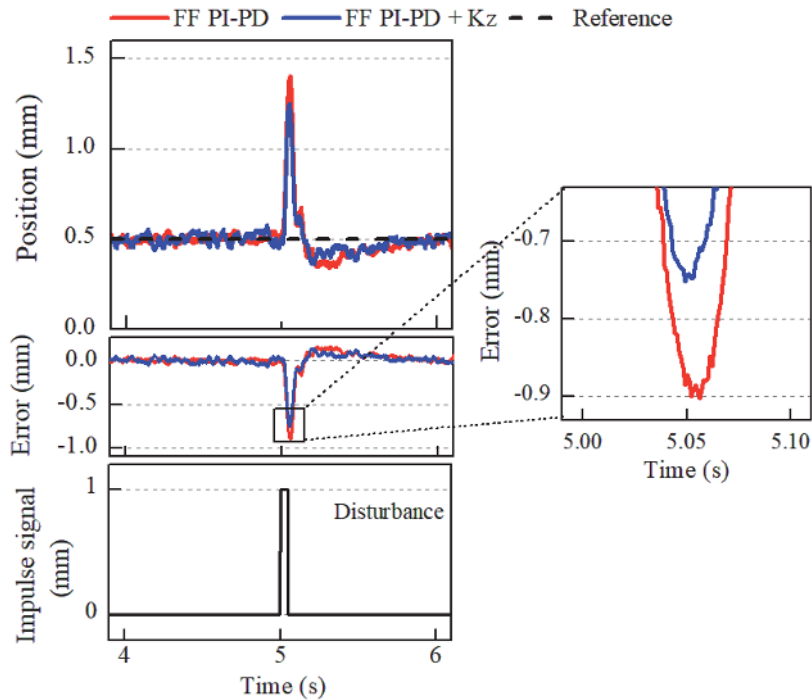 FF PI-PD FF PI-PD + Kz Reference
Position (mm)
1.5
1.0
0.5
0.0
Error (mm)
0.0
-0.5
-1.0
Impulse signal
(mm)
1
0
Disturbance
4 5 6
Time (s)
Error (mm)
-0.7
-0.8
-0.9
5.00 5.05 5.10
Time (s)